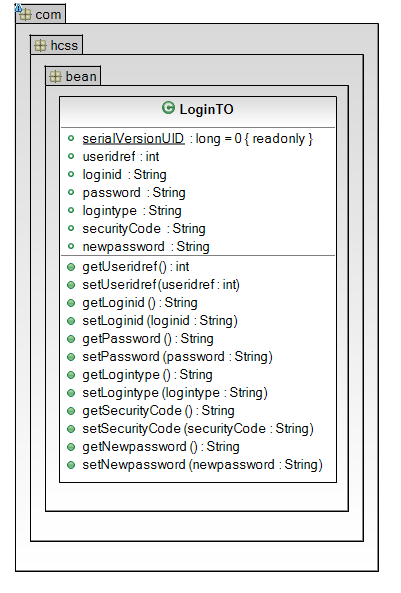 com
hcss
bean
LoginTO
serialVersionUID : long = 0 { readonly }
useridref : int
loginid : String
password : String
logintype : String
securityCode : String
newpassword : String
getUseridref () : int
setUseridref (useridref : int)
getLoginid () : String
setLoginid (loginid : String)
getPassword () : String
setPassword (password : String)
getLogintype () : String
setLogintype (logintype : String)
getSecurityCode () : String
setSecurityCode (securityCode : String)
getNewpassword () : String
setNewpassword (newpassword : String)